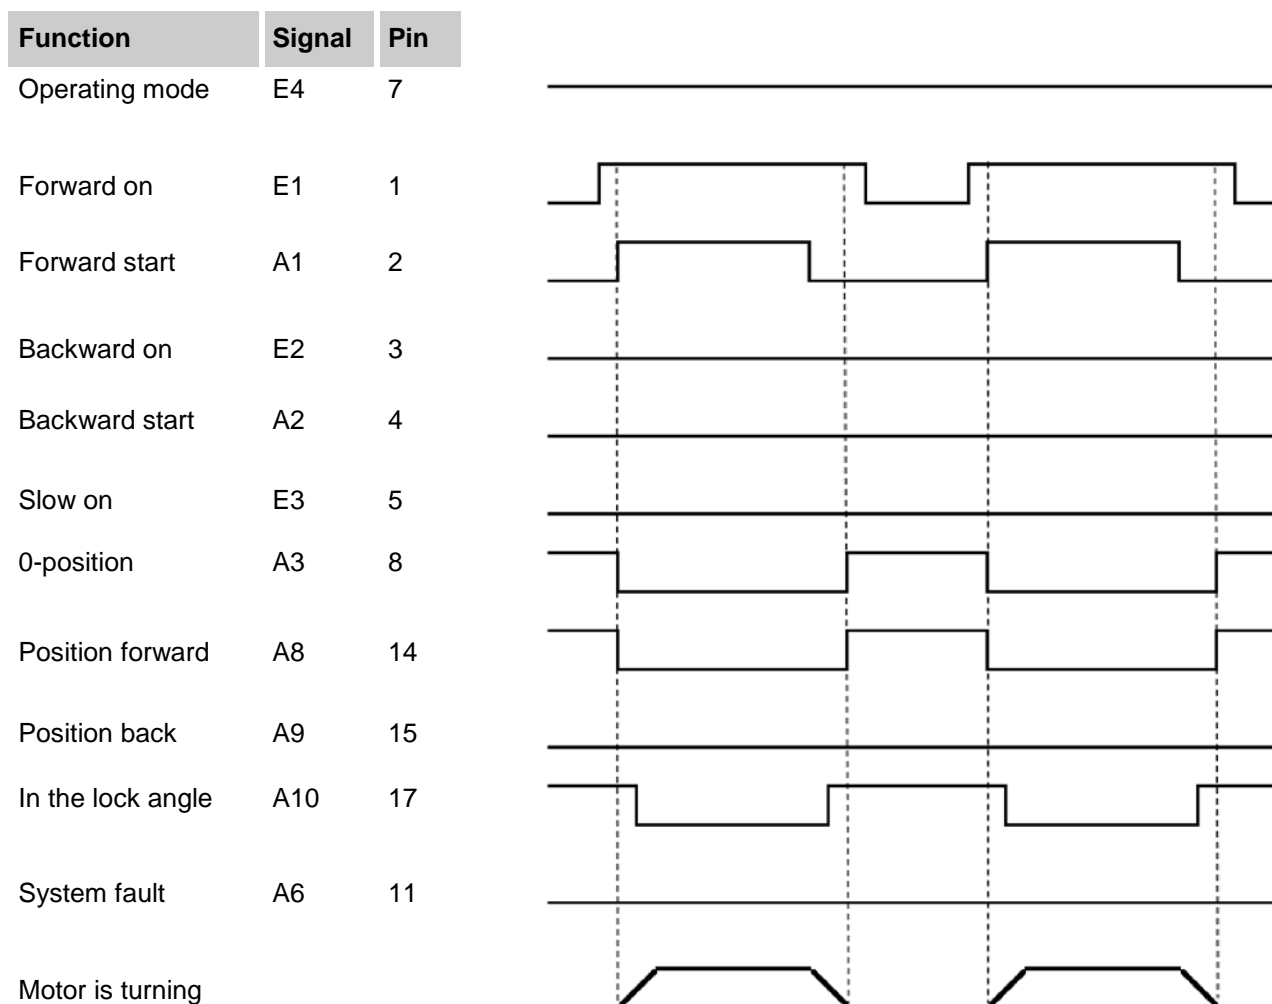 Function Signal Pin
Operating mode E4 7
Forward on E1 1
Forward start A1 2
Backward on E2 3
Backward start A2 4
Slow on E3 5
0-position A3 8
Position forward A8 14
Position back A9 15
In the lock angle A10 17
System fault A6 11
Motor is turning